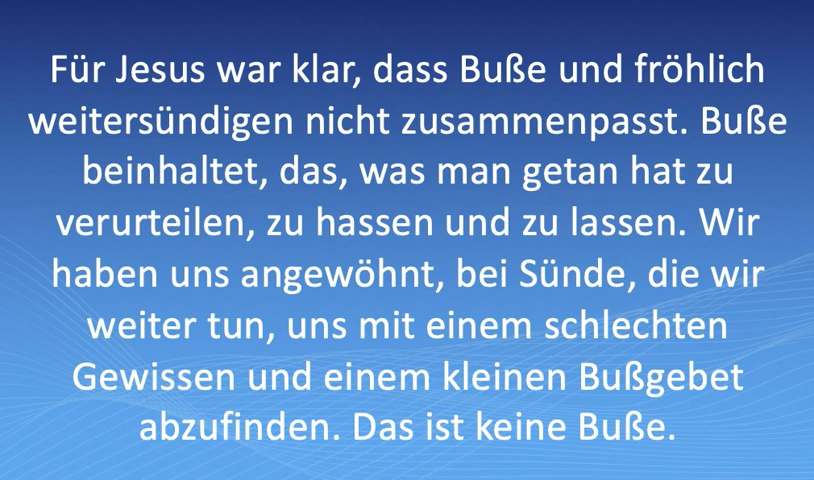 Für Jesus war klar, dass Buße und fröhlich
weitersündigen nicht zusammenpasst. Buße
beinhaltet, das, was man getan hat zu
verurteilen, zu hassen und zu lassen. Wir
haben uns angewöhnt, bei Sünde, die wir
weiter tun, uns mit einem schlechten
Gewissen und einem kleinen Bußgebet
abzufinden. Das ist keine Buße.